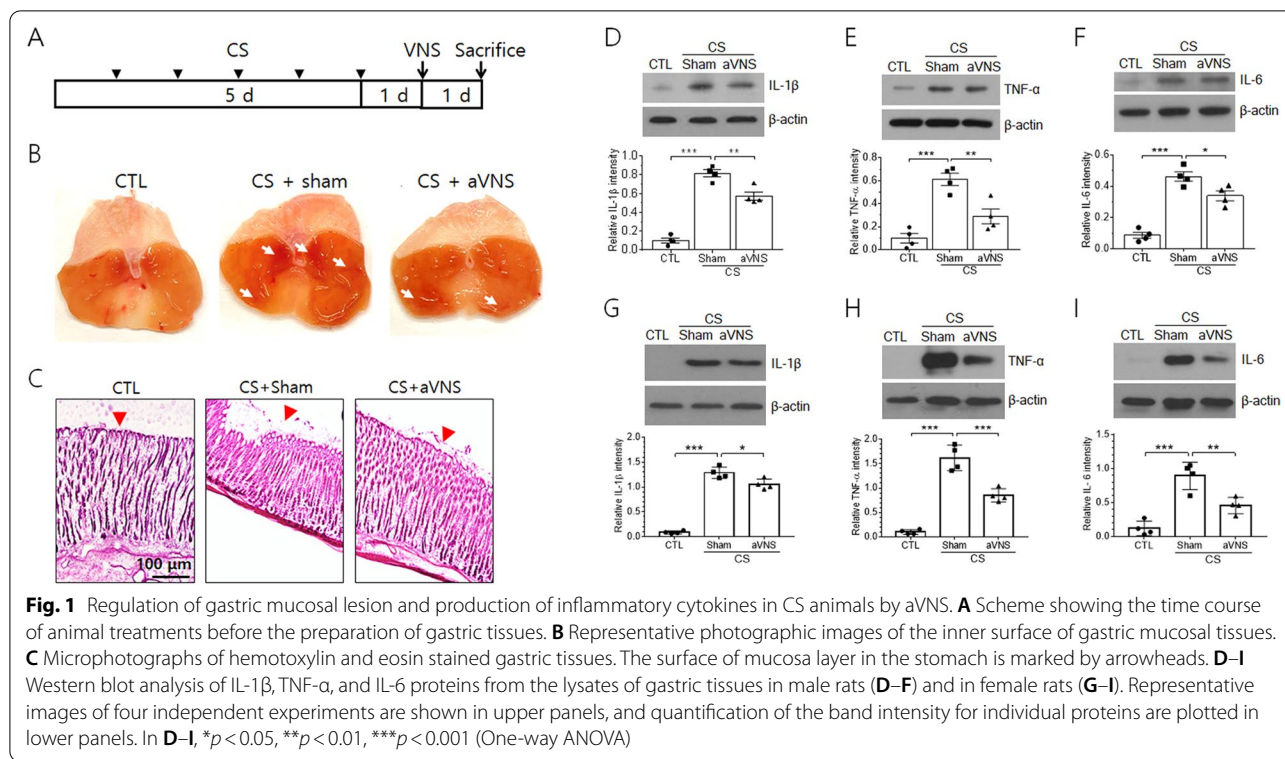 A
CS
VNS
Sacrifice
5 d
1 d
1 d
B
CTL
CS + sham
CS + aVNS
C
CTL
CS+Sham
CS+aVNS
100 μm
D
CS
CTL Sham aVNS
IL-1β
β-actin
*** **
Relative IL-1β intensity
1.0
0.8
0.6
0.4
0.2
0.0
CTL Sham aVNS
CS
E
CS
CTL Sham aVNS
TNF-α
β-actin
*** **
Relative TNF-α intensity
0.8
0.6
0.4
0.2
0.0
CTL Sham aVNS
CS
F
CS
CTL Sham aVNS
IL-6
β-actin
*** *
Relative IL-6 intensity
0.6
0.4
0.2
0.0
CTL Sham aVNS
CS
G
CS
CTL Sham aVNS
IL-1β
β-actin
*** *
Relative IL-1β intensity
2.0
1.5
1.0
0.5
0.0
CTL Sham aVNS
CS
H
CS
CTL Sham aVNS
TNF-α
β-actin
*** ***
Relative TNF-α intensity
2.0
1.5
1.0
0.5
0.0
CTL Sham aVNS
CS
I
CS
CTL Sham aVNS
IL-6
β-actin
*** **
Relative IL- 6 intensity
1.5
1.0
0.5
0.0
CTL Sham aVNS
CS
Fig. 1 Regulation of gastric mucosal lesion and production of inflammatory cytokines in CS animals by aVNS. A Scheme showing the time course
of animal treatments before the preparation of gastric tissues. B Representative photographic images of the inner surface of gastric mucosal tissues.
C Microphotographs of hemotoxylin and eosin stained gastric tissues. The surface of mucosa layer in the stomach is marked by arrowheads. D–I
Western blot analysis of IL-1β, TNF-α, and IL-6 proteins from the lysates of gastric tissues in male rats (D–F) and in female rats (G–I). Representative
images of four independent experiments are shown in upper panels, and quantification of the band intensity for individual proteins are plotted in
lower panels. In D–I, *p < 0.05, **p < 0.01, ***p < 0.001 (One-way ANOVA)